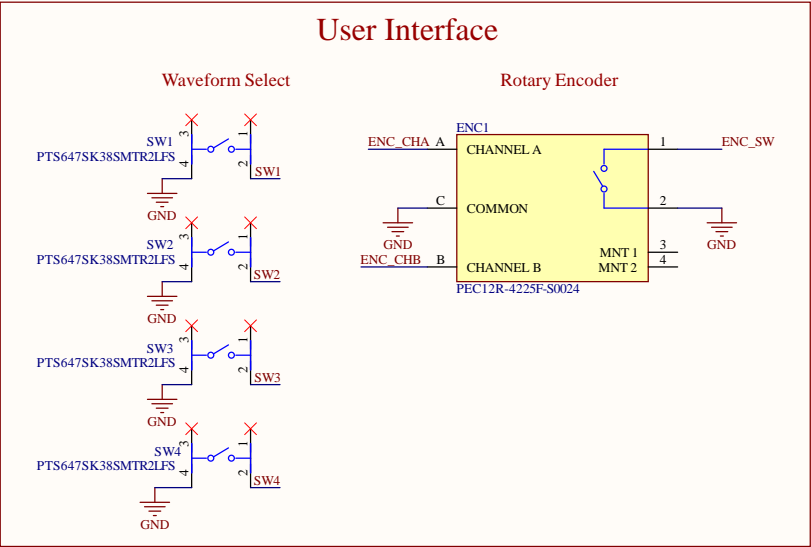 User Interface
Waveform Select
Rotary Encoder
SW1
PTS647SK38SMTR2LFS
3
4
1
2
SW1
GND
SW2
PTS647SK38SMTR2LFS
3
4
1
2
SW2
GND
SW3
PTS647SK38SMTR2LFS
3
4
1
2
SW3
GND
SW4
PTS647SK38SMTR2LFS
3
4
1
2
SW4
GND
ENC1
ENC_CHA A CHANNEL A
1 ENC_SW
C COMMON
2
GND
GND
ENC_CHB B CHANNEL B
MNT 1 3
MNT 2 4
PEC12R-4225F-S0024